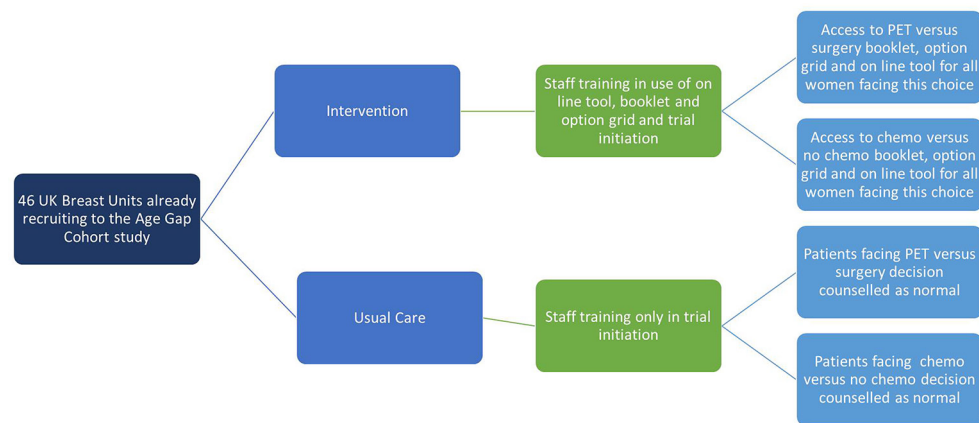 46 UK Breast Units already
recruiting to the Age Gap
Cohort study
Intervention
Staff training in use of on
line tool, booklet and
option grid and trial
initiation
Access to PET versus
surgery booklet, option
grid and on line tool for all
women facing this choice
Access to chemo versus
no chemo booklet, option
grid and on line tool for all
women facing this choice
Usual Care
Staff training only in trial
initiation
Patients facing PET versus
surgery decision
counselled as normal
Patients facing chemo
versus no chemo decision
counselled as normal